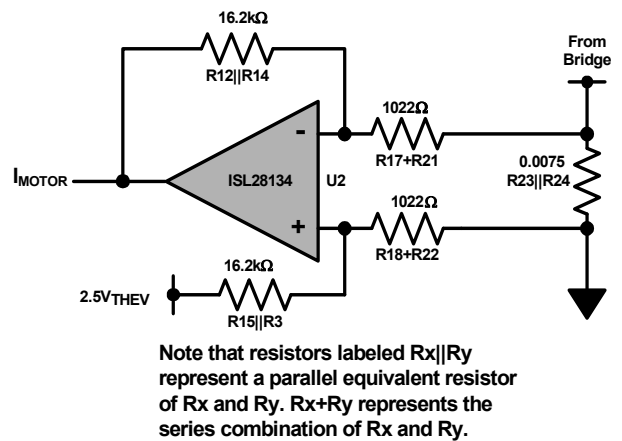 16.2kΩ
R12||R14
From
Bridge
1022Ω
R17+R21
0.0075
R23||R24
-
I_MOTOR
ISL28134
U2
+
1022Ω
R18+R22
16.2kΩ
2.5V_THEV
R15||R3
Note that resistors labeled Rx||Ry
represent a parallel equivalent resistor
of Rx and Ry. Rx+Ry represents the
series combination of Rx and Ry.